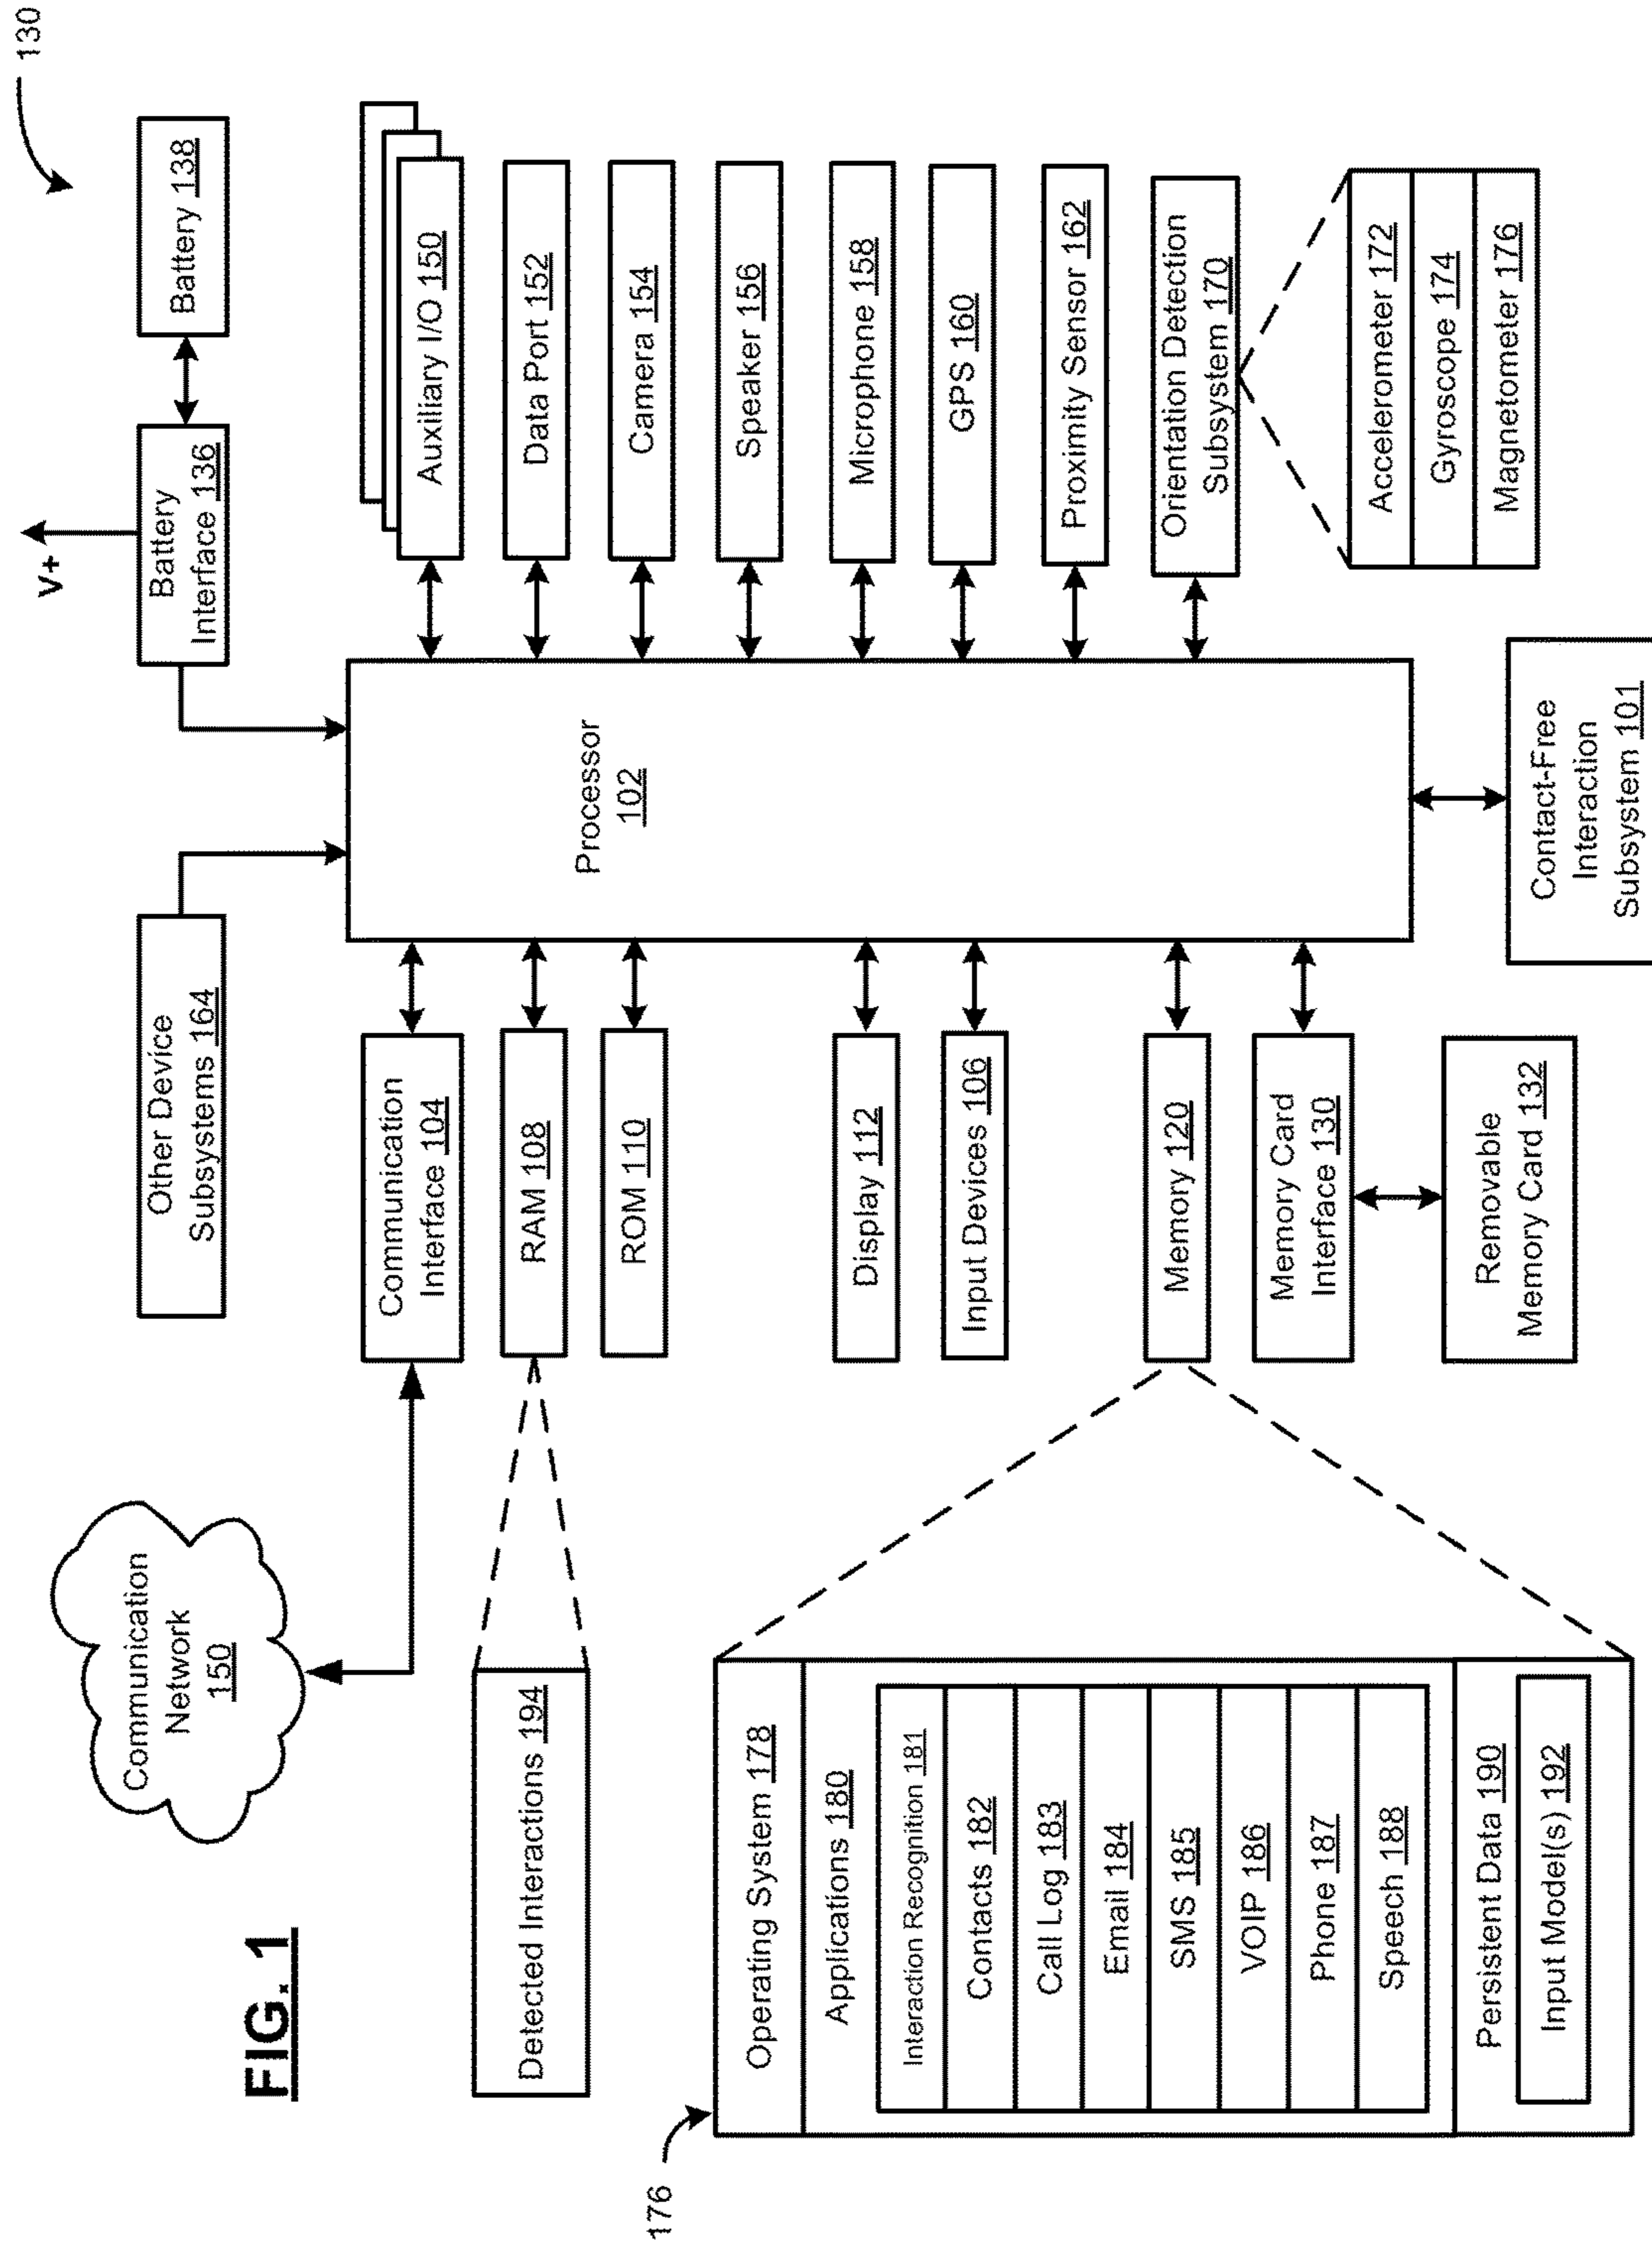 FIG. 1
130
Communication
Network
150
Other Device
Subsystems 164
V+
Battery
Interface 136
Battery 138
Communication
Interface 104
RAM 108
ROM 110
Display 112
Input Devices 106
Memory 120
Memory Card
Interface 130
Removable
Memory Card 132
Processor
102
Auxiliary I/O 150
Data Port 152
Camera 154
Speaker 156
Microphone 158
GPS 160
Proximity Sensor 162
Orientation Detection
Subsystem 170
Accelerometer 172
Gyroscope 174
Magnetometer 176
Contact-Free
Interaction
Subsystem 101
Detected Interactions 194
176
Operating System 178
Applications 180
Interaction Recognition 181
Contacts 182
Call Log 183
Email 184
SMS 185
VOIP 186
Phone 187
Speech 188
Persistent Data 190
Input Model(s) 192